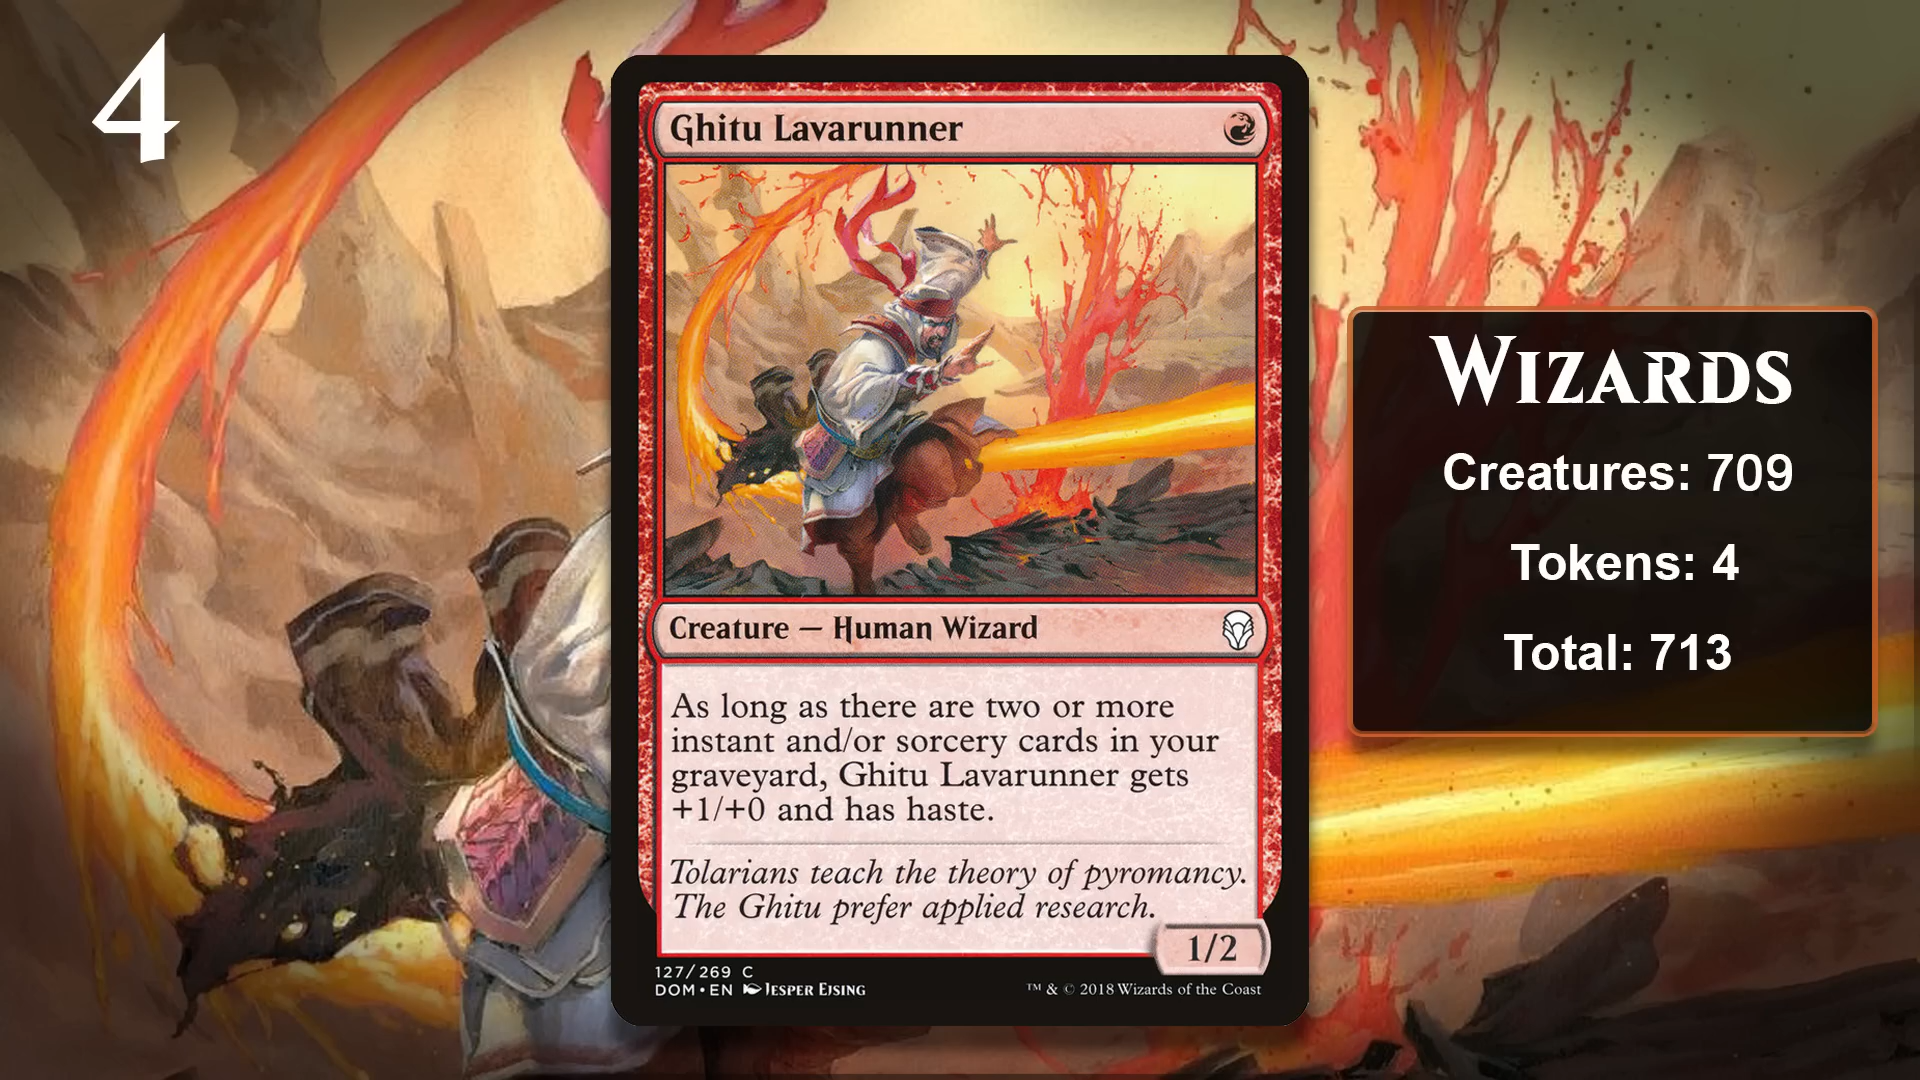 4
Ghitu Lavarunner
Creature — Human Wizard
As long as there are two or more
instant and/or sorcery cards in your
graveyard, Ghitu Lavarunner gets
+1/+0 and has haste.
Tolarians teach the theory of pyromancy.
The Ghitu prefer applied research.
1/2
127/269 C
DOM • EN JESPER EJSING
™ & © 2018 Wizards of the Coast
WIZARDS
Creatures: 709
Tokens: 4
Total: 713